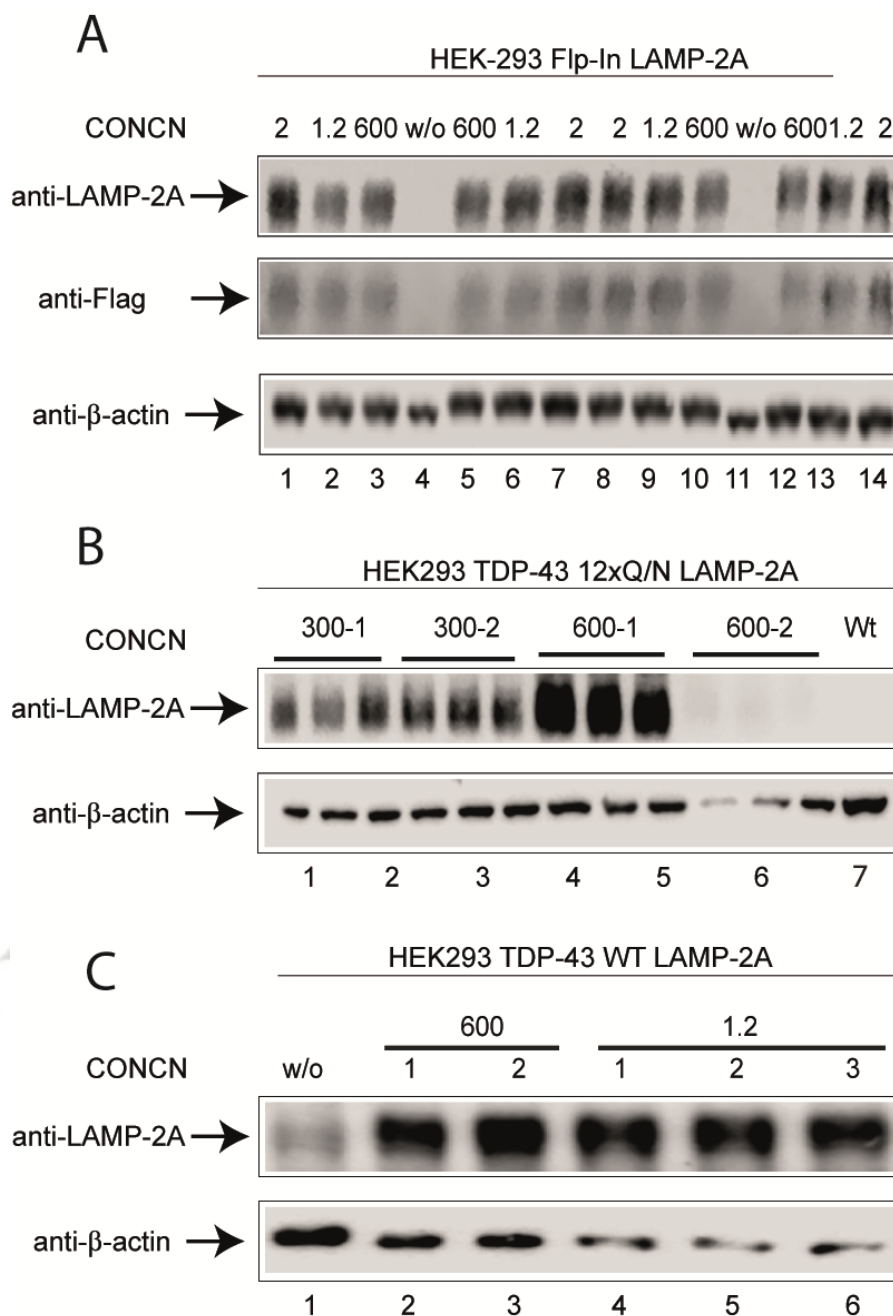 A
HEK-293 Flp-In LAMP-2A
CONCN 2 1.2 600 w/o 600 1.2 2 2 1.2 600 w/o 600 1.2 2
anti-LAMP-2A
anti-Flag
anti-β-actin
1 2 3 4 5 6 7 8 9 10 11 12 13 14
B
HEK293 TDP-43 12xQ/N LAMP-2A
CONCN 300-1 300-2 600-1 600-2 Wt
anti-LAMP-2A
anti-β-actin
1 2 3 4 5 6 7
C
HEK293 TDP-43 WT LAMP-2A
600 1.2
CONCN w/o 1 2 1 2 3
anti-LAMP-2A
anti-β-actin
1 2 3 4 5 6